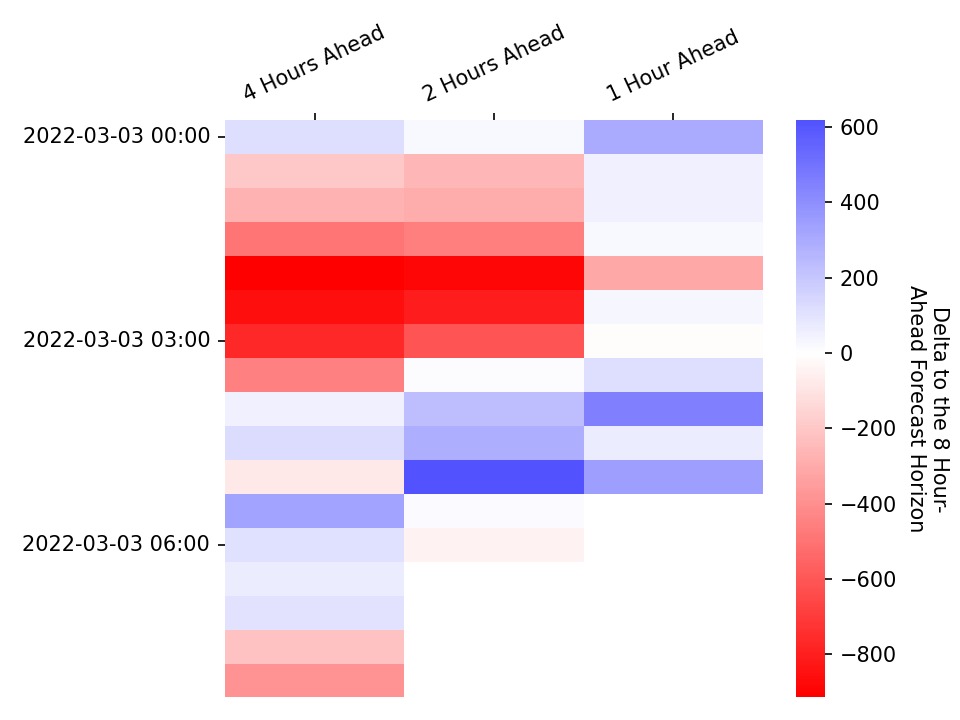 4 Hours Ahead
2 Hours Ahead
1 Hour Ahead
2022-03-03 00:00
2022-03-03 03:00
2022-03-03 06:00
600
400
200
0
−200
−400
−600
−800
Delta to the 8 Hour-
Ahead Forecast Horizon